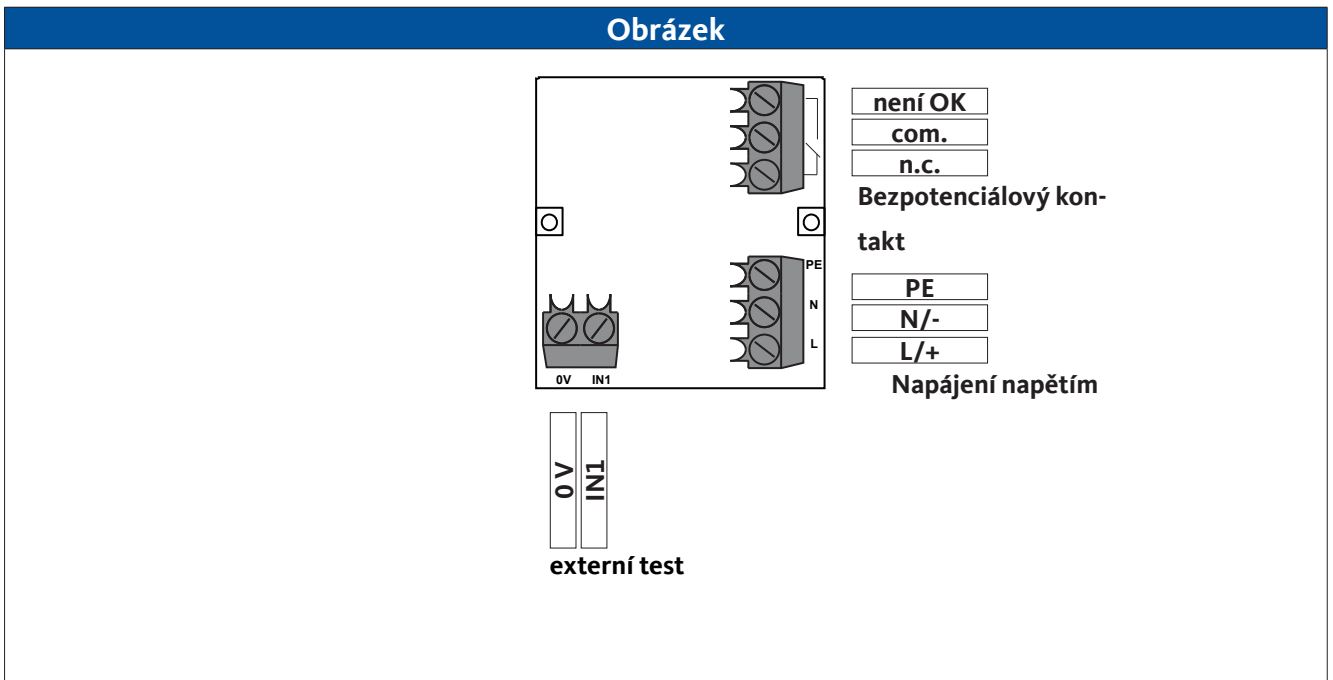 Obrázek
není OK
com.
n.c.
Bezpotenciálový kon-
takt
PE
N
L
PE
N/-
L/+
Napájení napětím
0V IN1
0 V
IN1
externí test